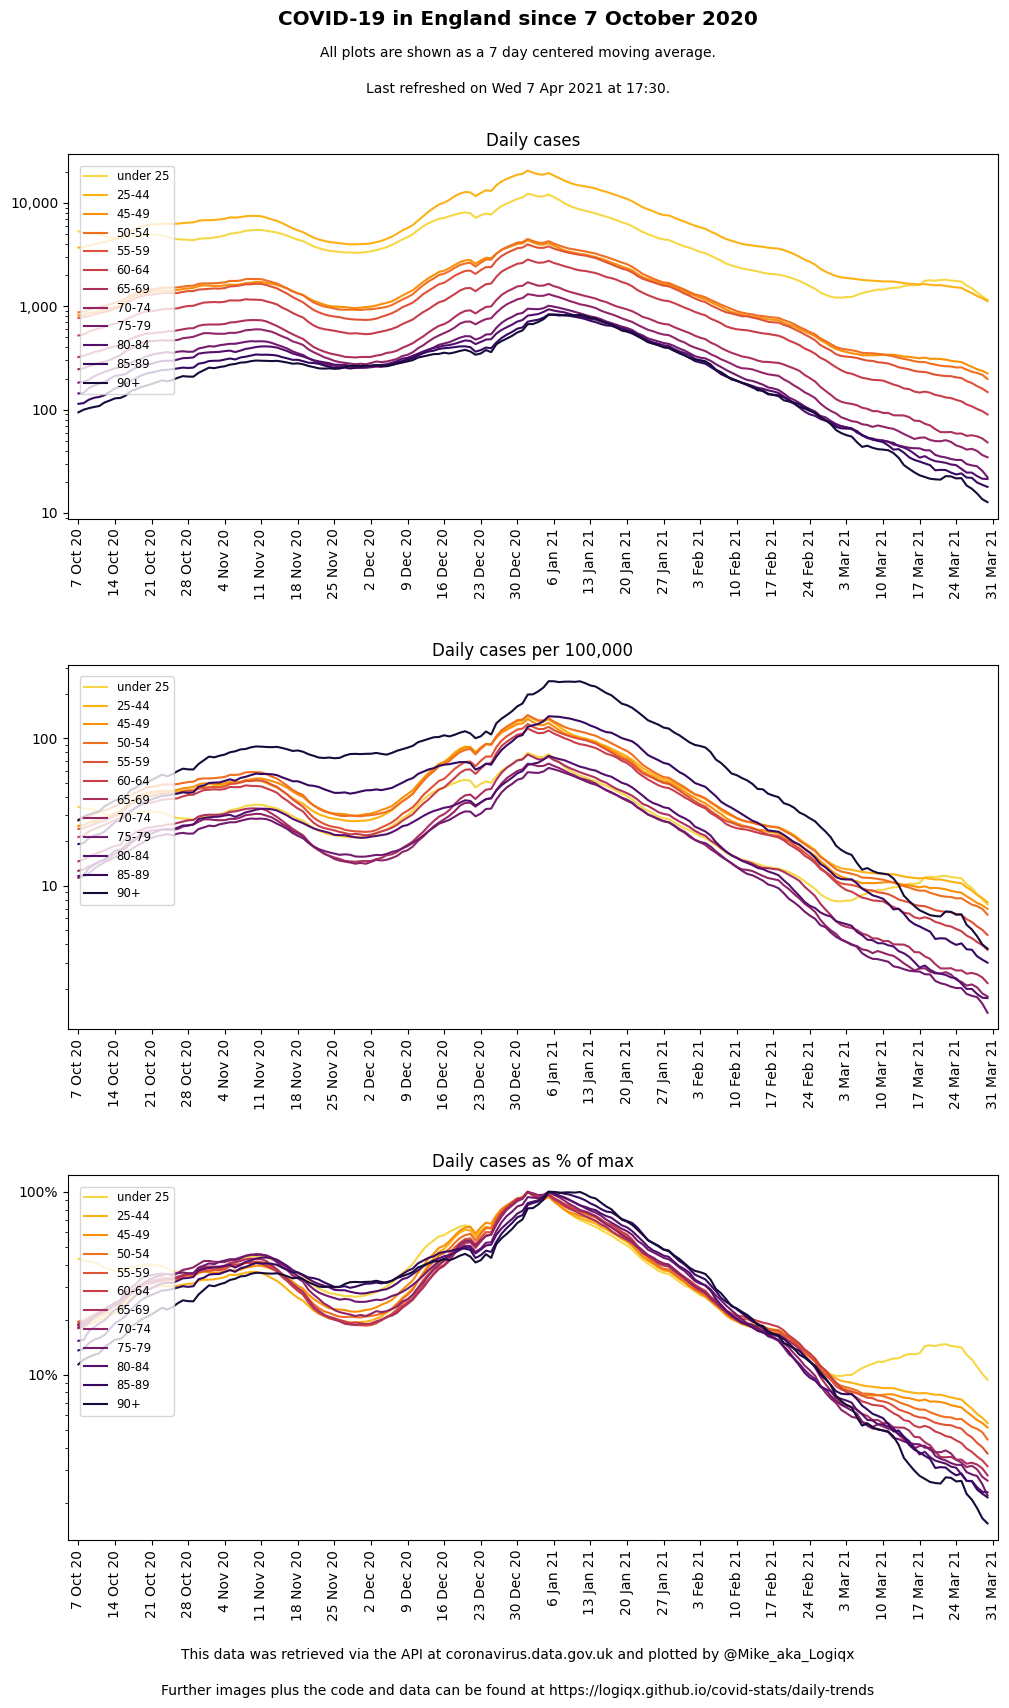 COVID-19 in England since 7 October 2020
All plots are shown as a 7 day centered moving average.
Last refreshed on Wed 7 Apr 2021 at 17:30.
Daily cases
under 25
25-44
45-49
50-54
55-59
60-64
65-69
70-74
75-79
80-84
85-89
90+
10,000
1,000
100
10
7 Oct 20
14 Oct 20
21 Oct 20
28 Oct 20
4 Nov 20
11 Nov 20
18 Nov 20
25 Nov 20
2 Dec 20
9 Dec 20
16 Dec 20
23 Dec 20
30 Dec 20
6 Jan 21
13 Jan 21
20 Jan 21
27 Jan 21
3 Feb 21
10 Feb 21
17 Feb 21
24 Feb 21
3 Mar 21
10 Mar 21
17 Mar 21
24 Mar 21
31 Mar 21
Daily cases per 100,000
under 25
25-44
45-49
50-54
55-59
60-64
65-69
70-74
75-79
80-84
85-89
90+
100
10
7 Oct 20
14 Oct 20
21 Oct 20
28 Oct 20
4 Nov 20
11 Nov 20
18 Nov 20
25 Nov 20
2 Dec 20
9 Dec 20
16 Dec 20
23 Dec 20
30 Dec 20
6 Jan 21
13 Jan 21
20 Jan 21
27 Jan 21
3 Feb 21
10 Feb 21
17 Feb 21
24 Feb 21
3 Mar 21
10 Mar 21
17 Mar 21
24 Mar 21
31 Mar 21
Daily cases as % of max
under 25
25-44
45-49
50-54
55-59
60-64
65-69
70-74
75-79
80-84
85-89
90+
100%
10%
7 Oct 20
14 Oct 20
21 Oct 20
28 Oct 20
4 Nov 20
11 Nov 20
18 Nov 20
25 Nov 20
2 Dec 20
9 Dec 20
16 Dec 20
23 Dec 20
30 Dec 20
6 Jan 21
13 Jan 21
20 Jan 21
27 Jan 21
3 Feb 21
10 Feb 21
17 Feb 21
24 Feb 21
3 Mar 21
10 Mar 21
17 Mar 21
24 Mar 21
31 Mar 21
This data was retrieved via the API at coronavirus.data.gov.uk and plotted by @Mike_aka_Logiqx
Further images plus the code and data can be found at https://logiqx.github.io/covid-stats/daily-trends